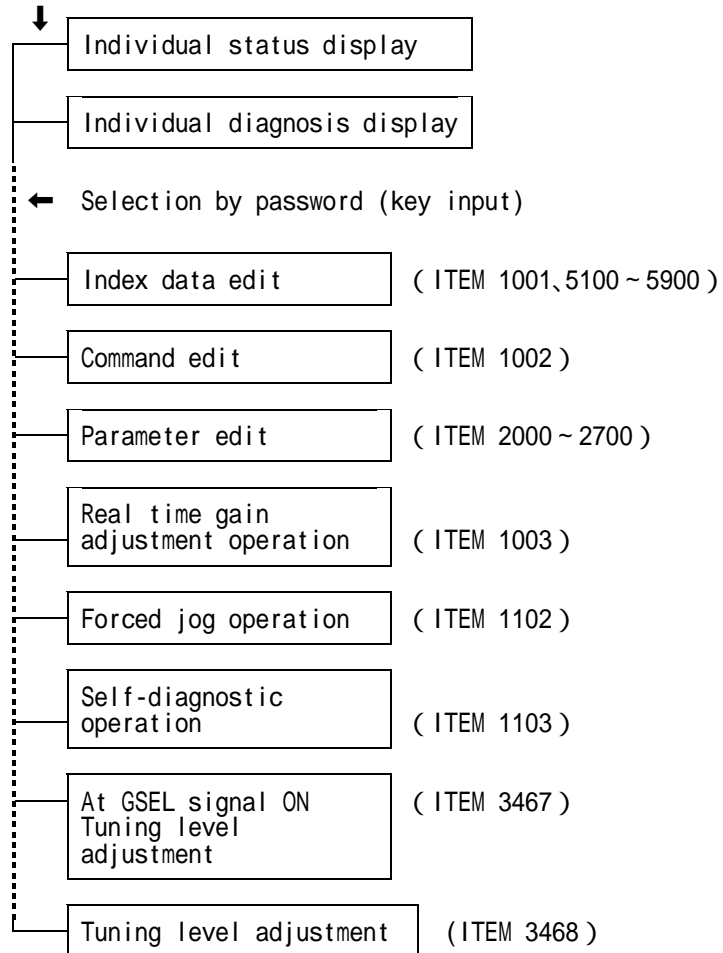 Individual status display
Individual diagnosis display
Selection by password (key input)
Index data edit ( ITEM 1001、5100~5900 )
Command edit ( ITEM 1002 )
Parameter edit ( ITEM 2000~2700 )
Real time gain
adjustment operation ( ITEM 1003 )
Forced jog operation ( ITEM 1102 )
Self-diagnostic
operation ( ITEM 1103 )
At GSEL signal ON ( ITEM 3467 )
Tuning level
adjustment
Tuning level adjustment (ITEM 3468 )